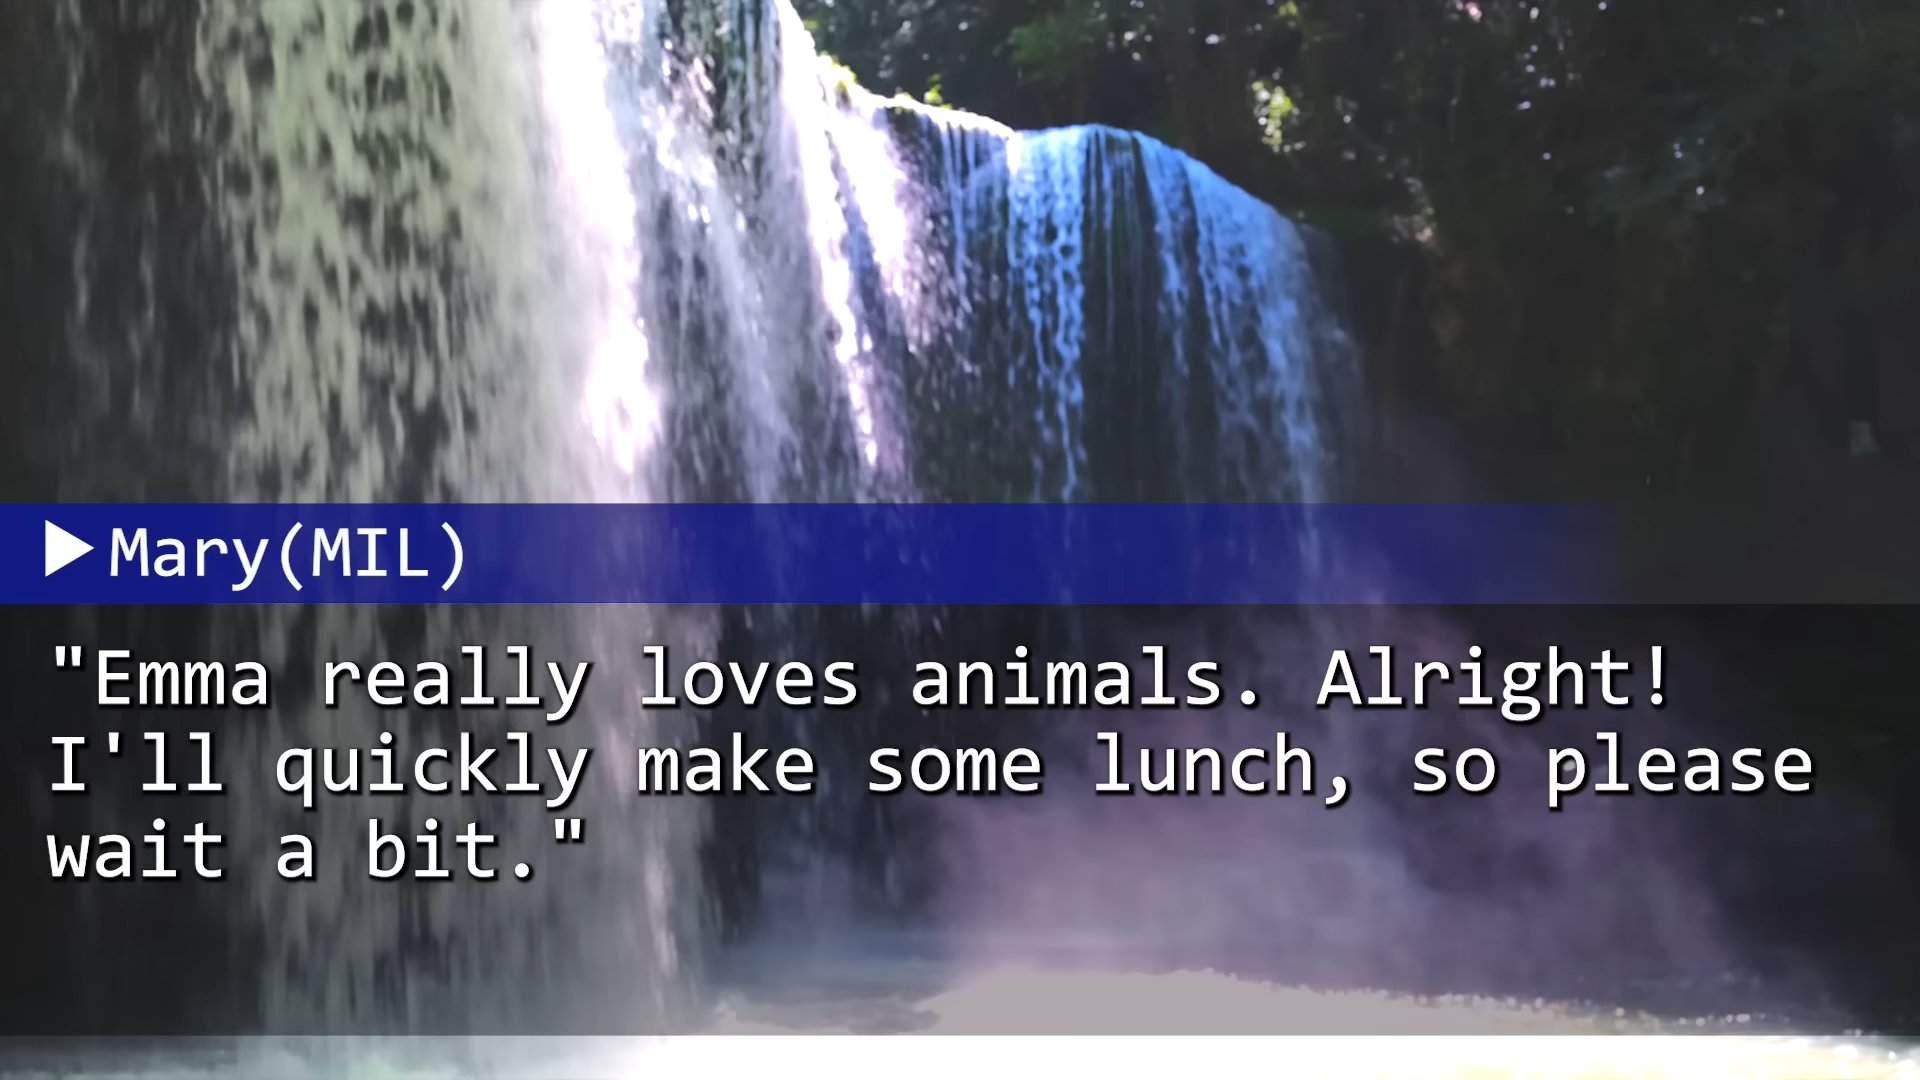 ▶Mary(MIL)
"Emma really loves animals. Alright!
I'll quickly make some lunch, so please
wait a bit."